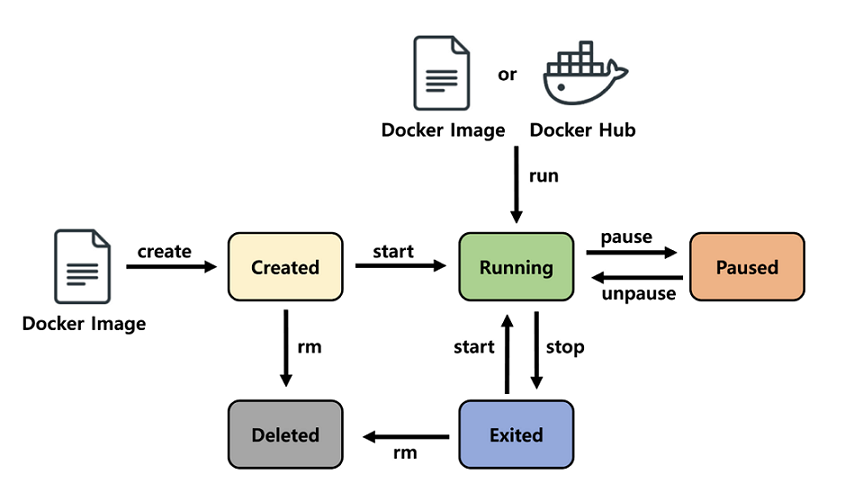 or
Docker Image
Docker Hub
run
create
start
pause
Created
Running
Paused
unpause
Docker Image
rm
start
stop
Deleted
Exited
rm